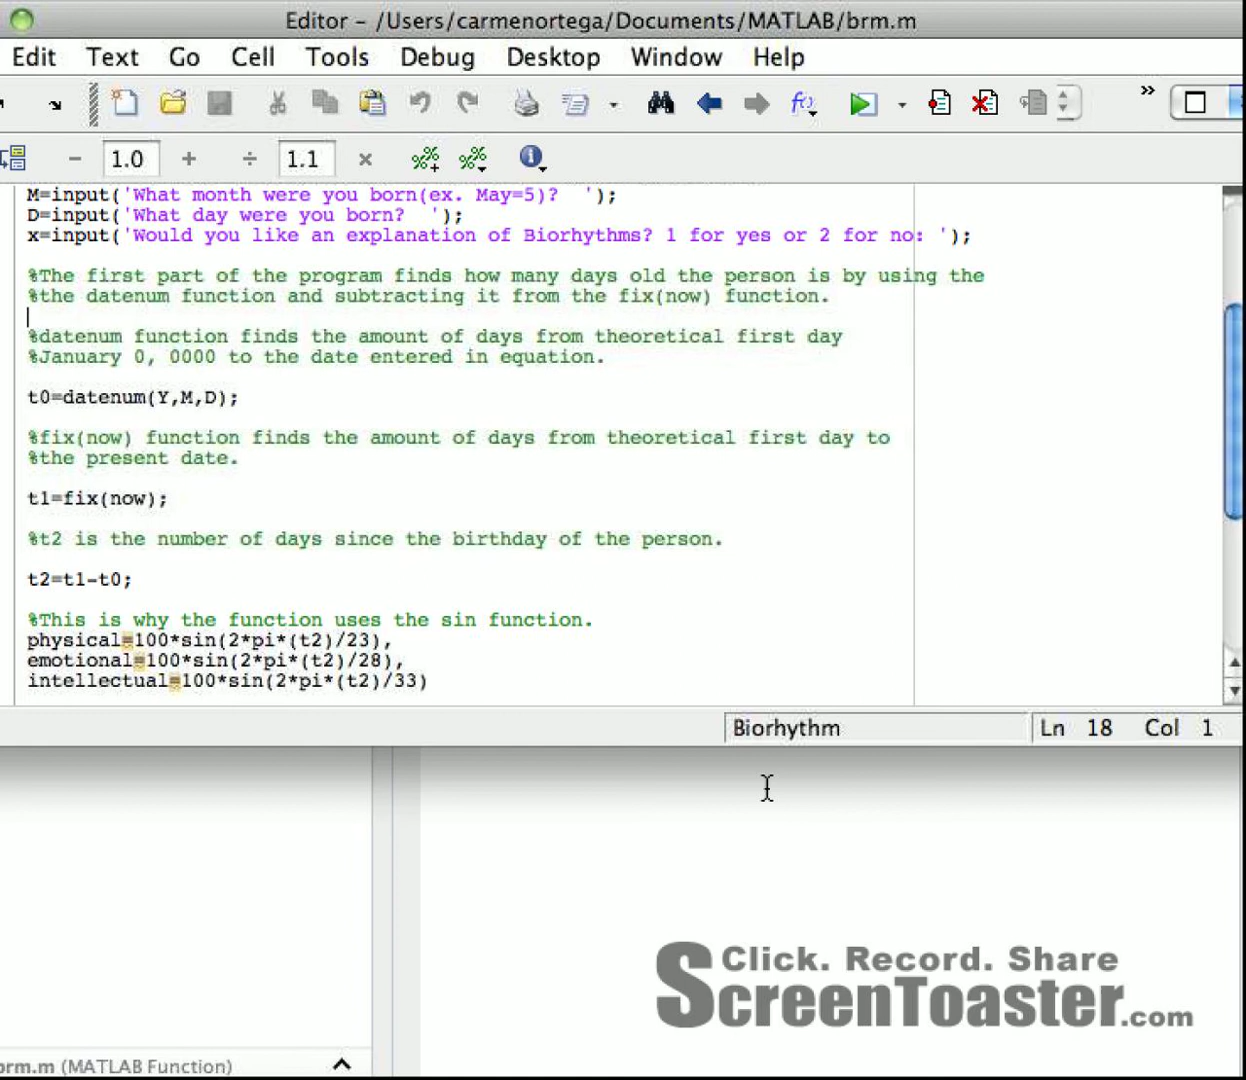 Editor – /Users/carmenortega/Documents/MATLAB/brm.m
Edit Text Go Cell Tools Debug Desktop Window Help
− 1.0 + ÷ 1.1 ×
M=input('What month were you born(ex. May=5)?  ');
D=input('What day were you born?  ');
x=input('Would you like an explanation of Biorhythms? 1 for yes or 2 for no: ');
%The first part of the program finds how many days old the person is by using the
%the datenum function and subtracting it from the fix(now) function.
%datenum function finds the amount of days from theoretical first day
%January 0, 0000 to the date entered in equation.
t0=datenum(Y,M,D);
%fix(now) function finds the amount of days from theoretical first day to
%the present date.
t1=fix(now);
%t2 is the number of days since the birthday of the person.
t2=t1-t0;
%This is why the function uses the sin function.
physical=100*sin(2*pi*(t2)/23),
emotional=100*sin(2*pi*(t2)/28),
intellectual=100*sin(2*pi*(t2)/33)
Biorhythm Ln 18 Col 1
Click. Record. Share
ScreenToaster.com
brm.m (MATLAB Function)